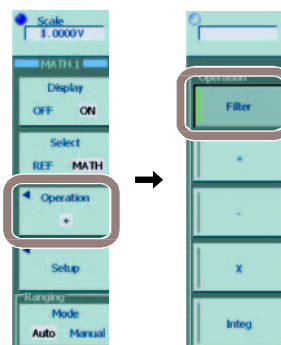 Scale
1.0000V
MATH 1
Display
OFF ON
Select
REF MATH
Operation
+
Setup
Ranging
Mode
Auto Manual
Operation
Filter
+
-
X
Integ